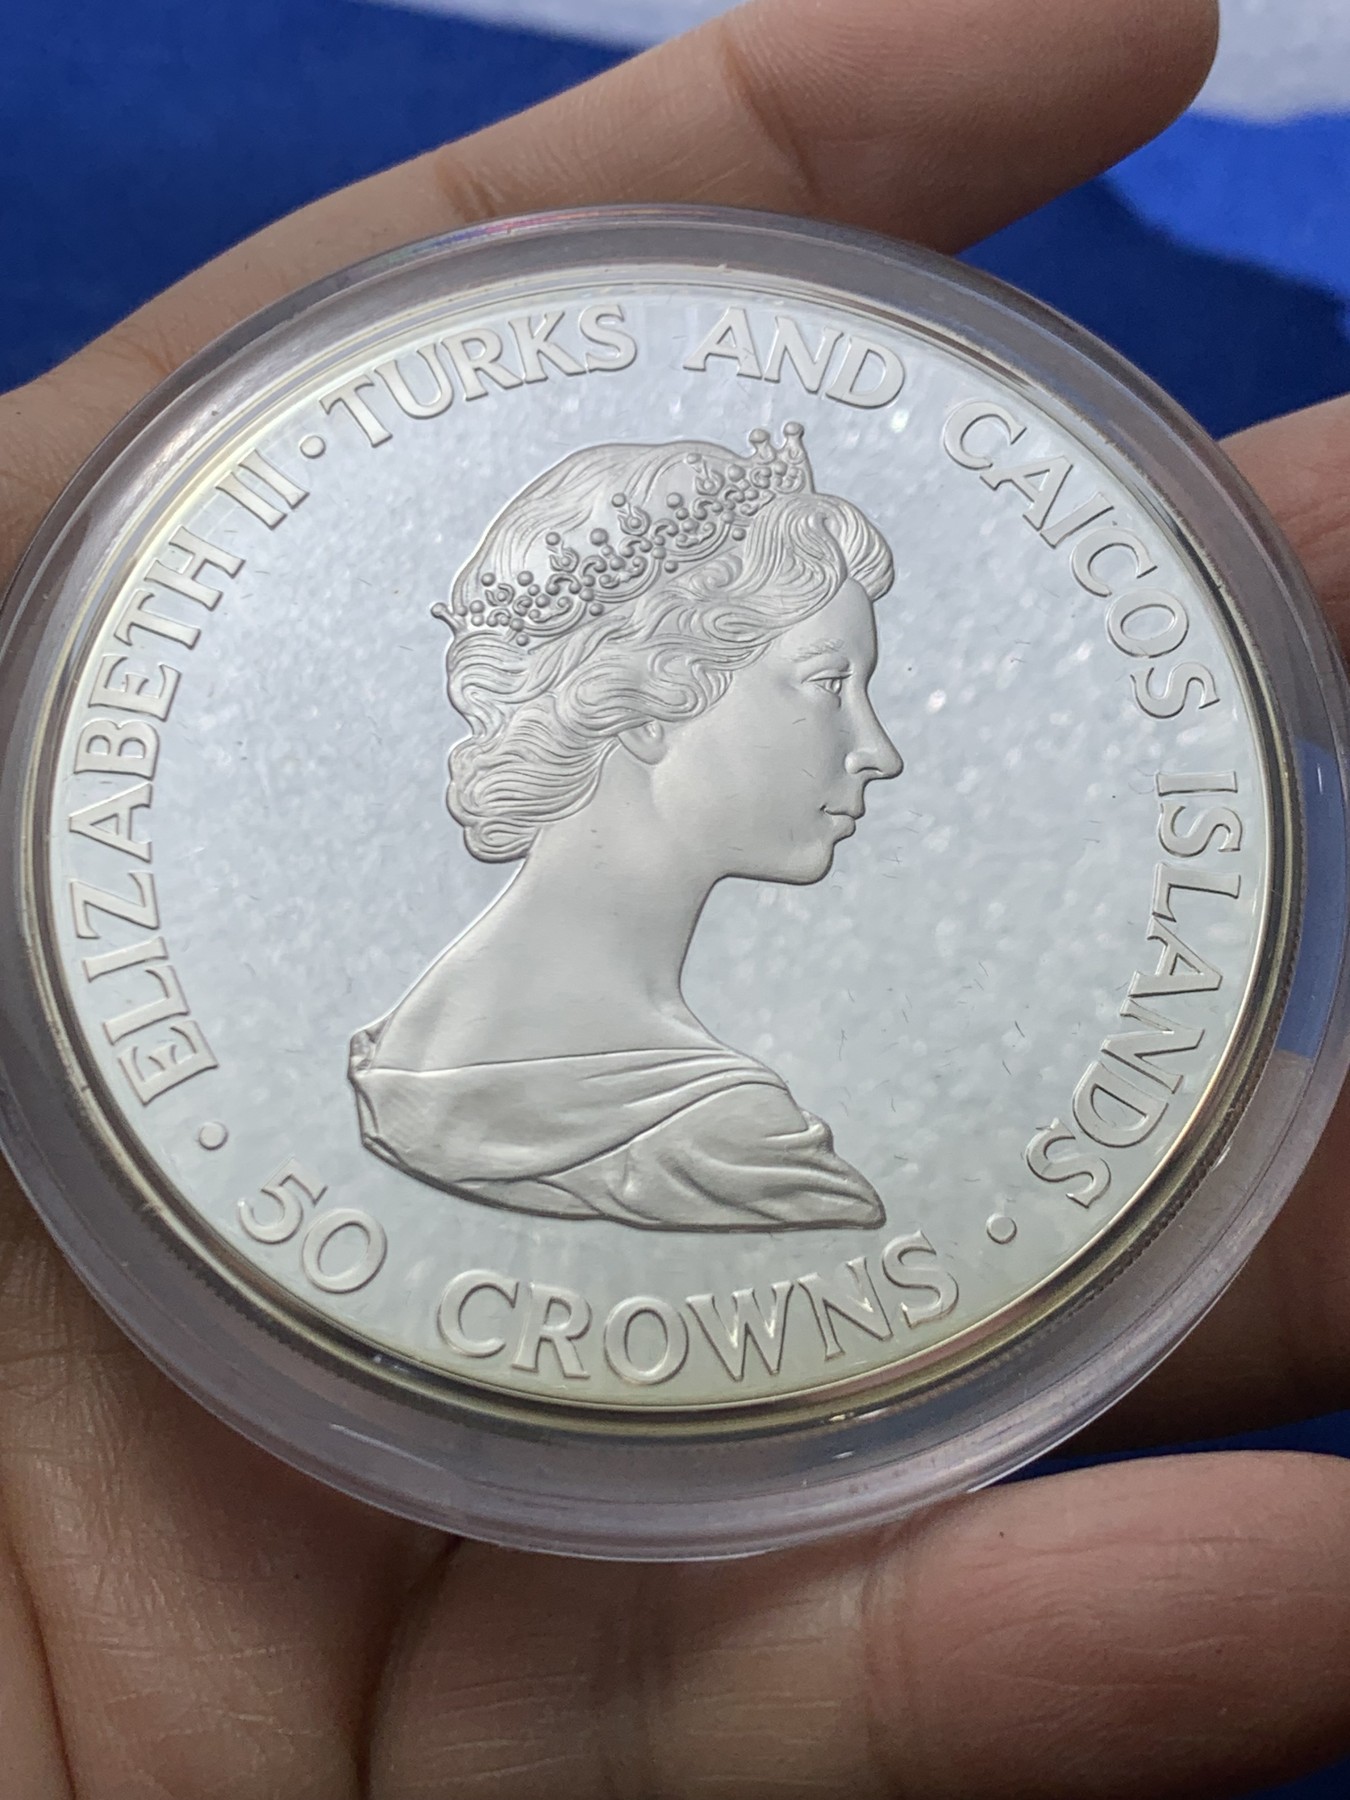 · ELIZABETH II · TURKS AND CAICOS ISLANDS ·
50 CROWNS